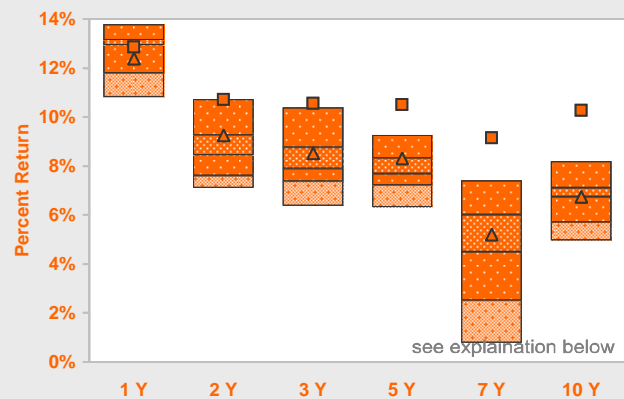 14%
12%
10%
8%
6%
4%
2%
0%
Percent Return
see explaination below
1 Y 2 Y 3 Y 5 Y 7 Y 10 Y